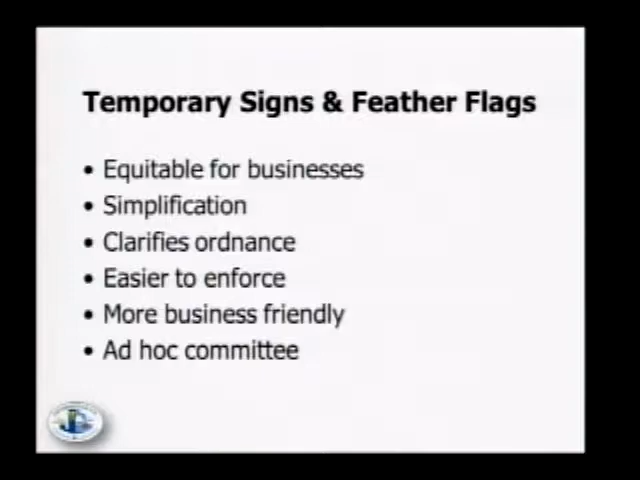 Temporary Signs & Feather Flags
• Equitable for businesses
• Simplification
• Clarifies ordnance
• Easier to enforce
• More business friendly
• Ad hoc committee